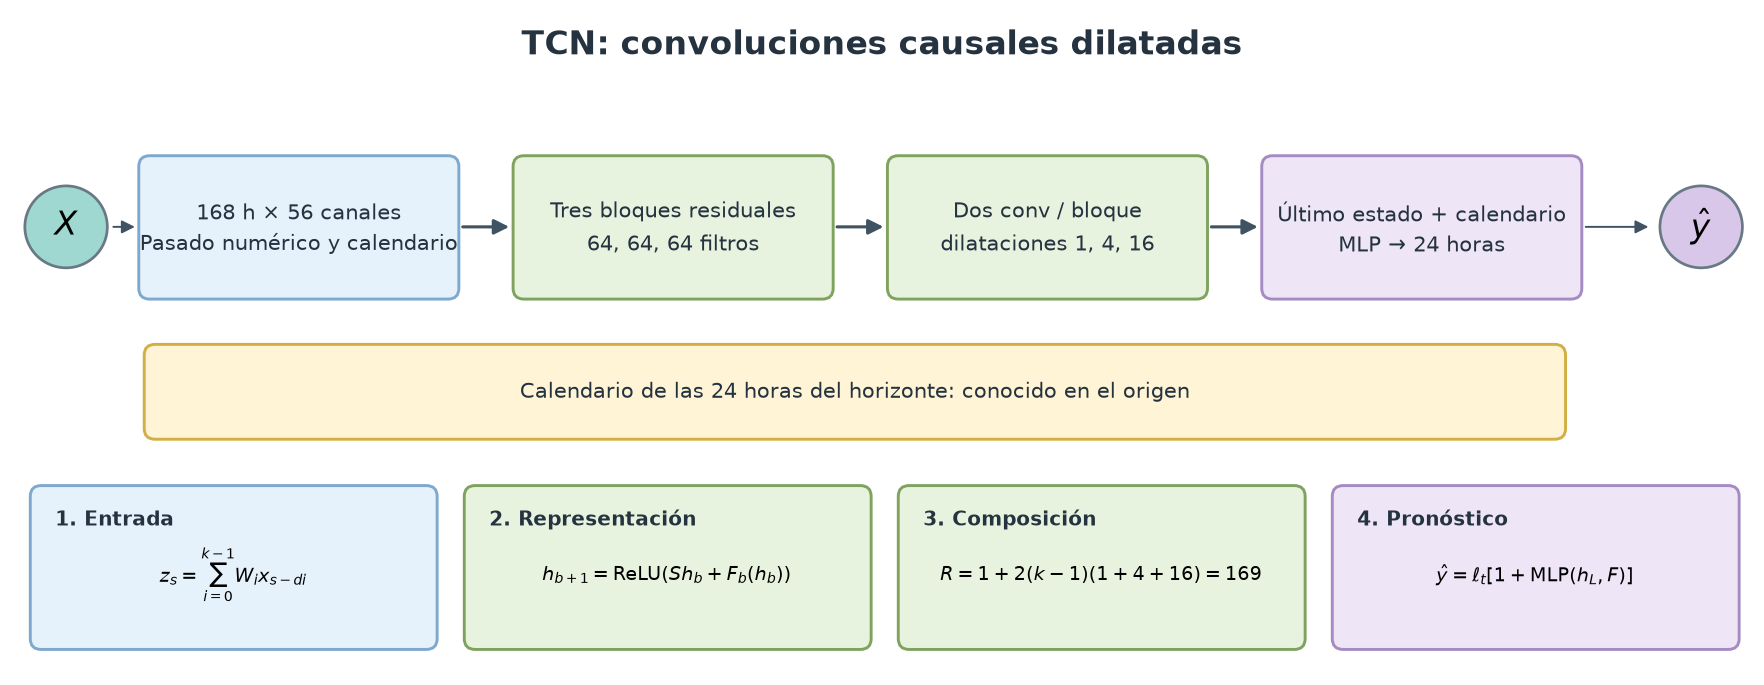 TCN: convoluciones causales dilatadas
X
168 h × 56 canales
Pasado numérico y calendario
Tres bloques residuales
64, 64, 64 filtros
Dos conv / bloque
dilataciones 1, 4, 16
Último estado + calendario
MLP → 24 horas
ŷ
Calendario de las 24 horas del horizonte: conocido en el origen
1. Entrada
z_s = ∑_{i=0}^{k−1} W_i x_{s−di}
2. Representación
h_{b+1} = ReLU(Sh_b + F_b(h_b))
3. Composición
R = 1 + 2(k − 1)(1 + 4 + 16) = 169
4. Pronóstico
ŷ = ℓ_t[1 + MLP(h_L, F)]